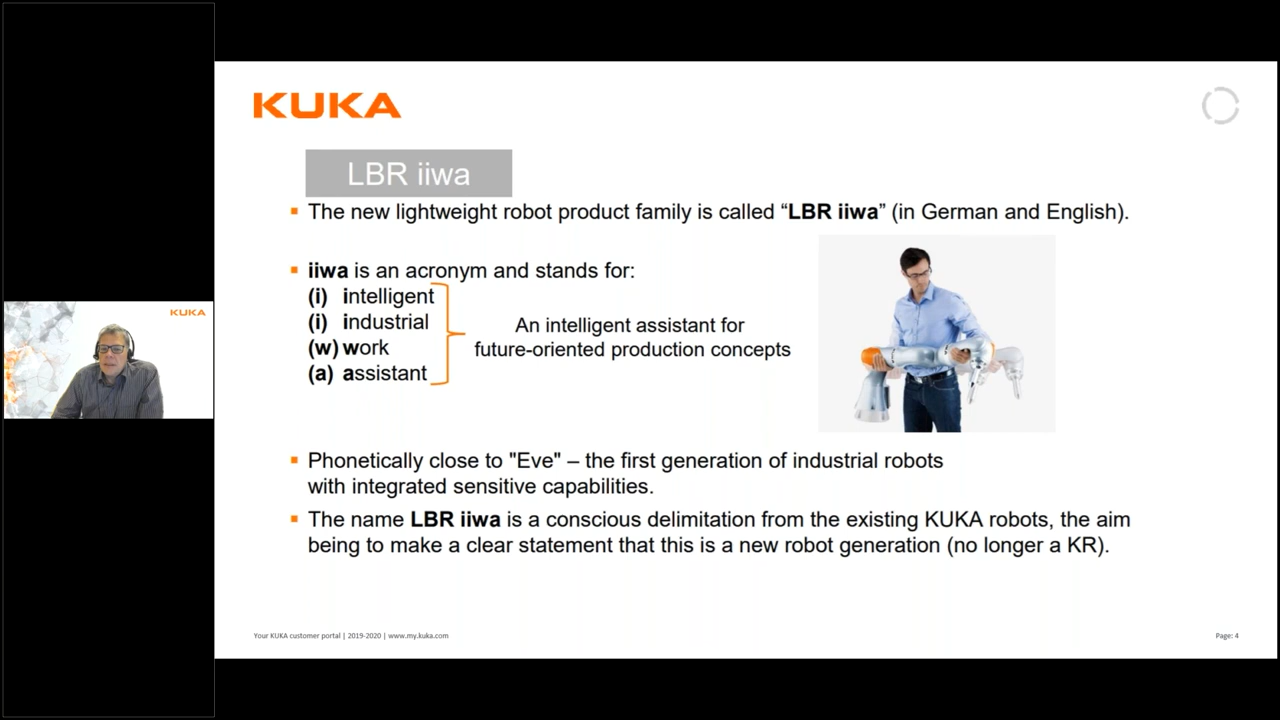 KUKA
LBR iiwa
The new lightweight robot product family is called “LBR iiwa” (in German and English).
iiwa is an acronym and stands for:
(i) intelligent
(i) industrial
(w) work
(a) assistant
An intelligent assistant for
future-oriented production concepts
KUKA
Phonetically close to "Eve" – the first generation of industrial robots
with integrated sensitive capabilities.
The name LBR iiwa is a conscious delimitation from the existing KUKA robots, the aim
being to make a clear statement that this is a new robot generation (no longer a KR).
Your KUKA customer portal | 2019-2020 | www.my.kuka.com
Page: 4